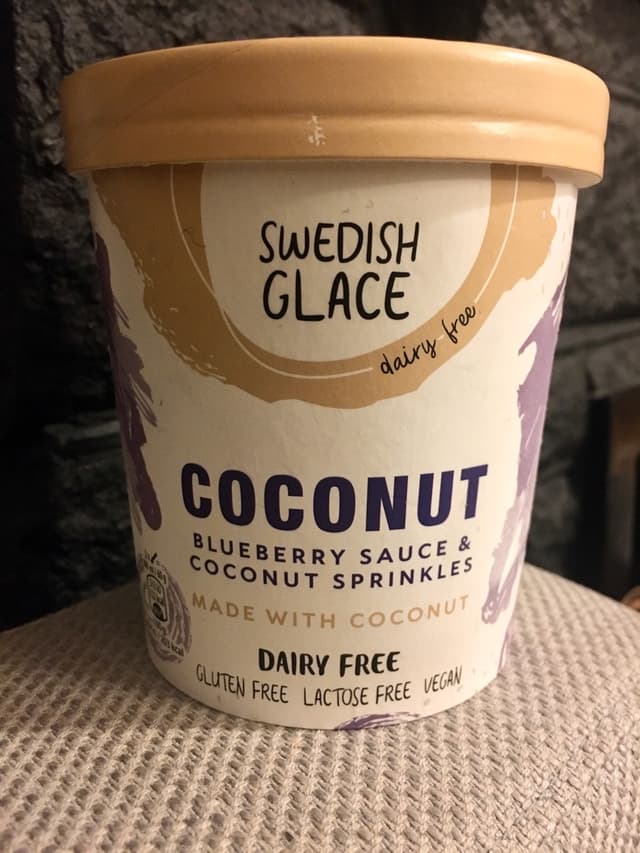 SWEDISH
GLACE
dairy free
COCONUT
BLUEBERRY SAUCE &
COCONUT SPRINKLES
MADE WITH COCONUT
DAIRY FREE
GLUTEN FREE LACTOSE FREE VEGAN